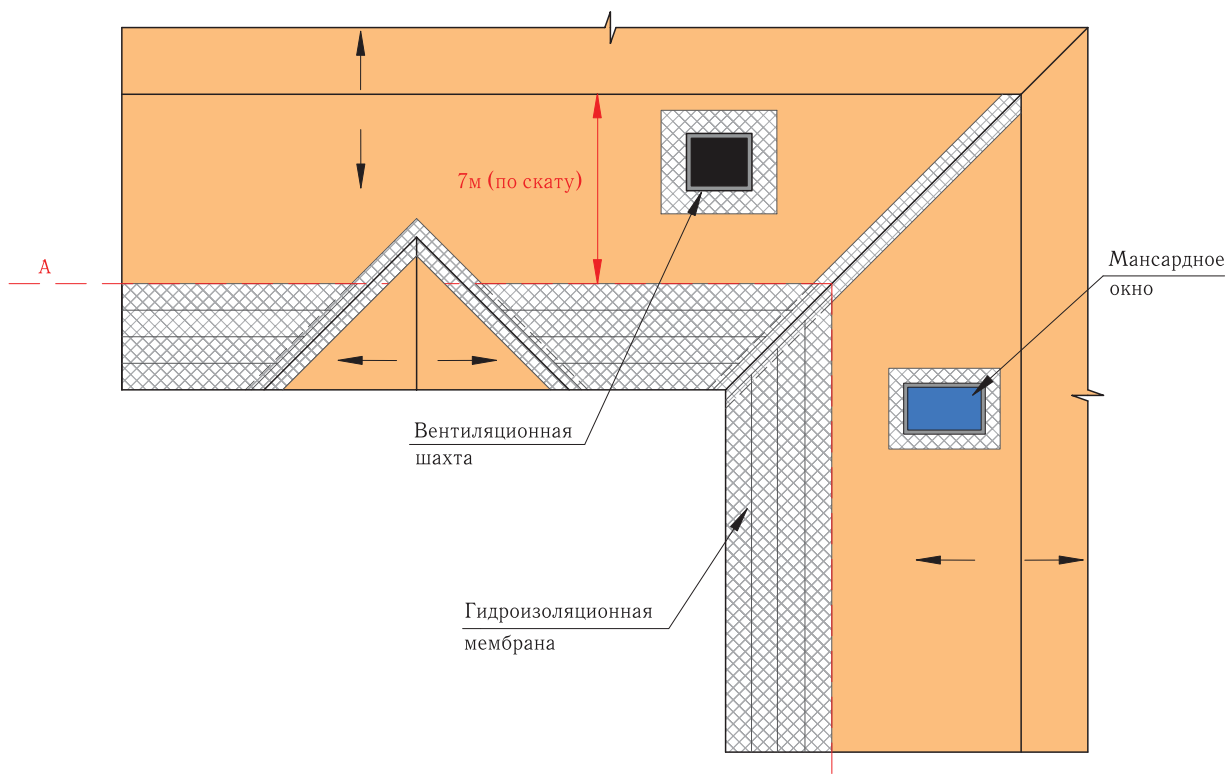 7м (по скату)
А
Мансардное
окно
Вентиляционная
шахта
Гидроизоляционная
мембрана